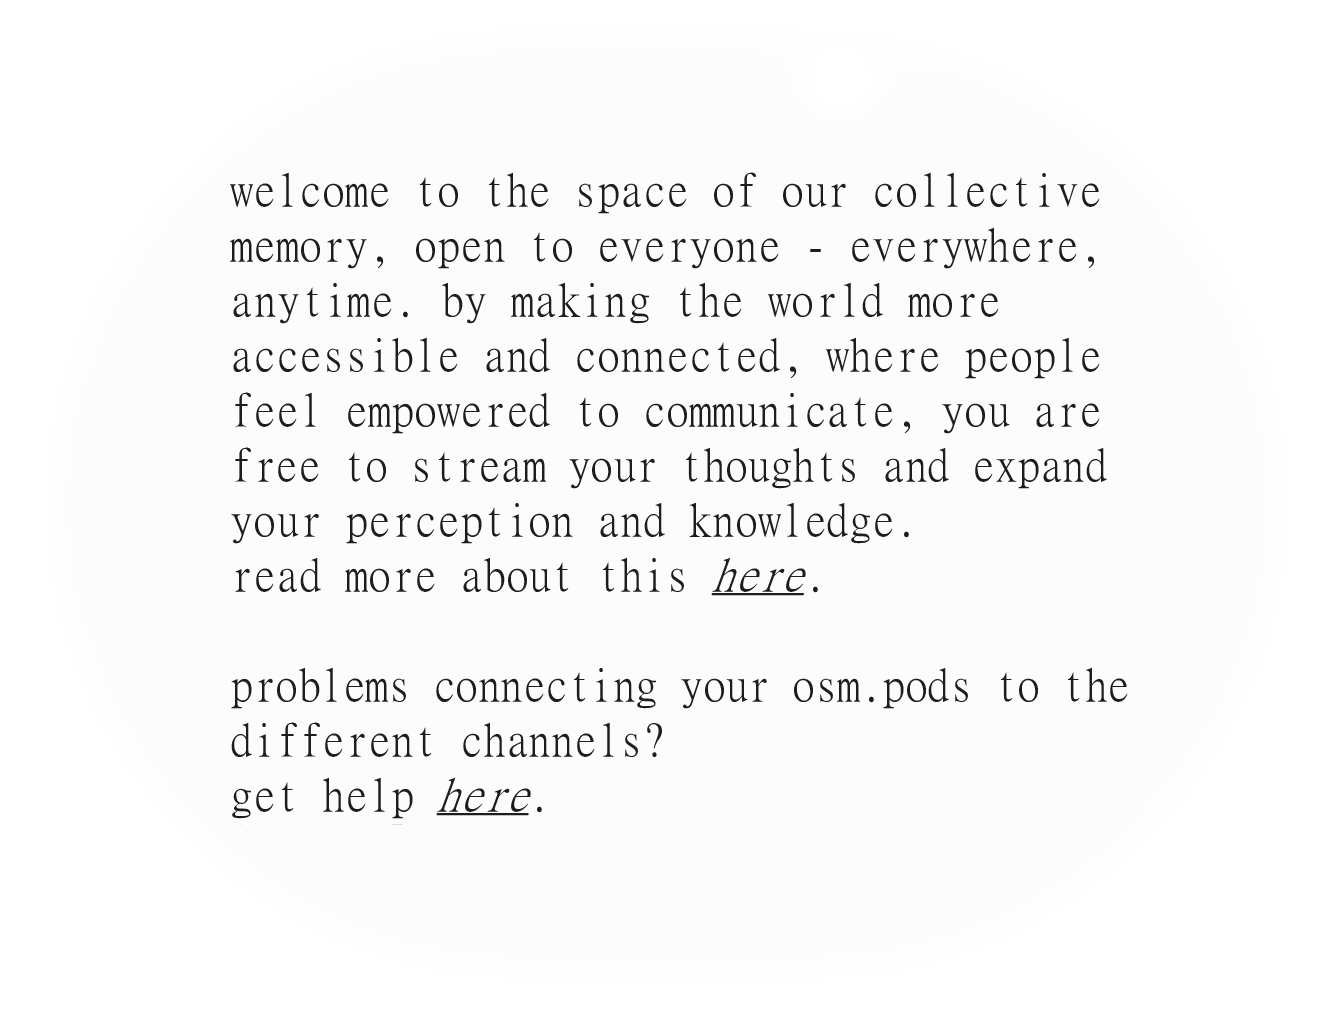 welcome to the space of our collective
memory, open to everyone - everywhere,
anytime. by making the world more
accessible and connected, where people
feel empowered to communicate, you are
free to stream your thoughts and expand
your perception and knowledge.
read more about this here.
problems connecting your osm.pods to the
different channels?
get help here.